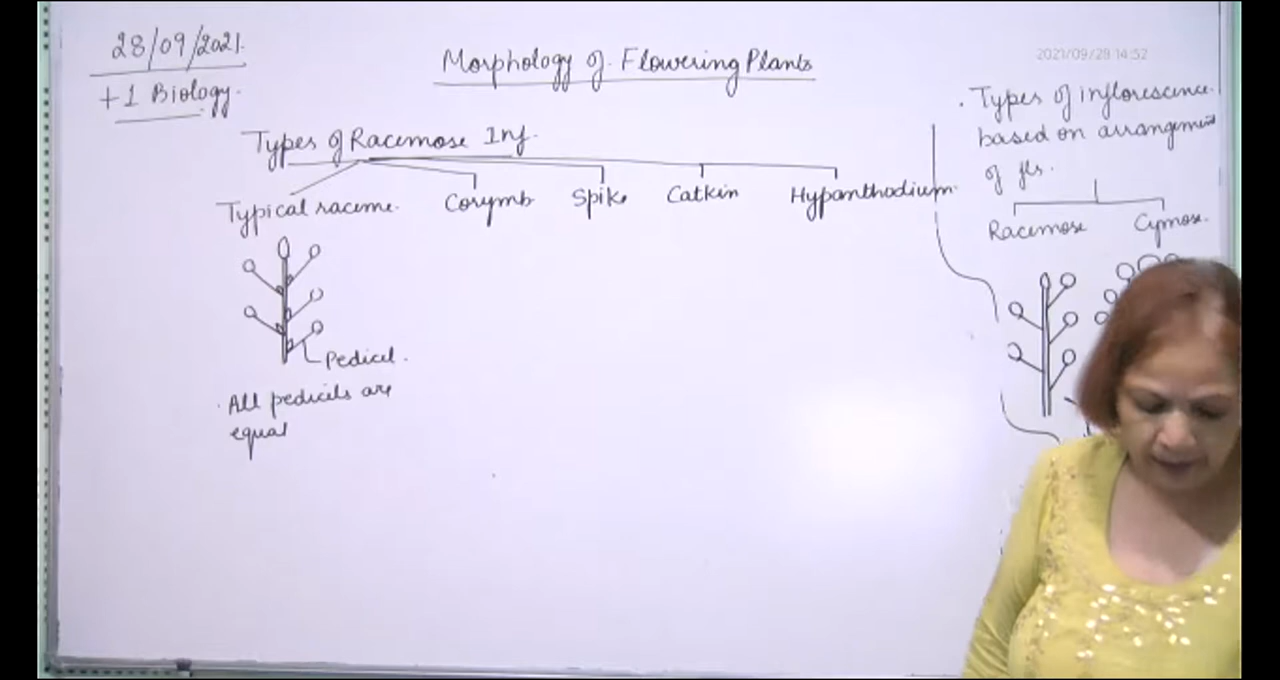 28/09/2021.
+1 Biology.
Morphology of Flowering Plants
2021/09/28 14:52
Types of Racemose Inf.
Typical raceme.
Corymb
Spike
Catkin
Hypanthodium.
Pedicel.
. All pedicels are
equal
. Types of inflorescence.
based on arrangement
of fls.
Racemose
Cymose.